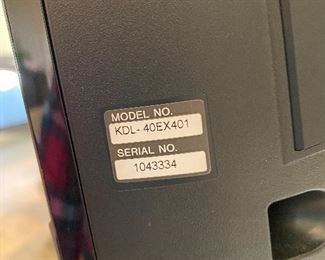 MODEL NO.
KDL-40EX401
SERIAL NO.
1043334